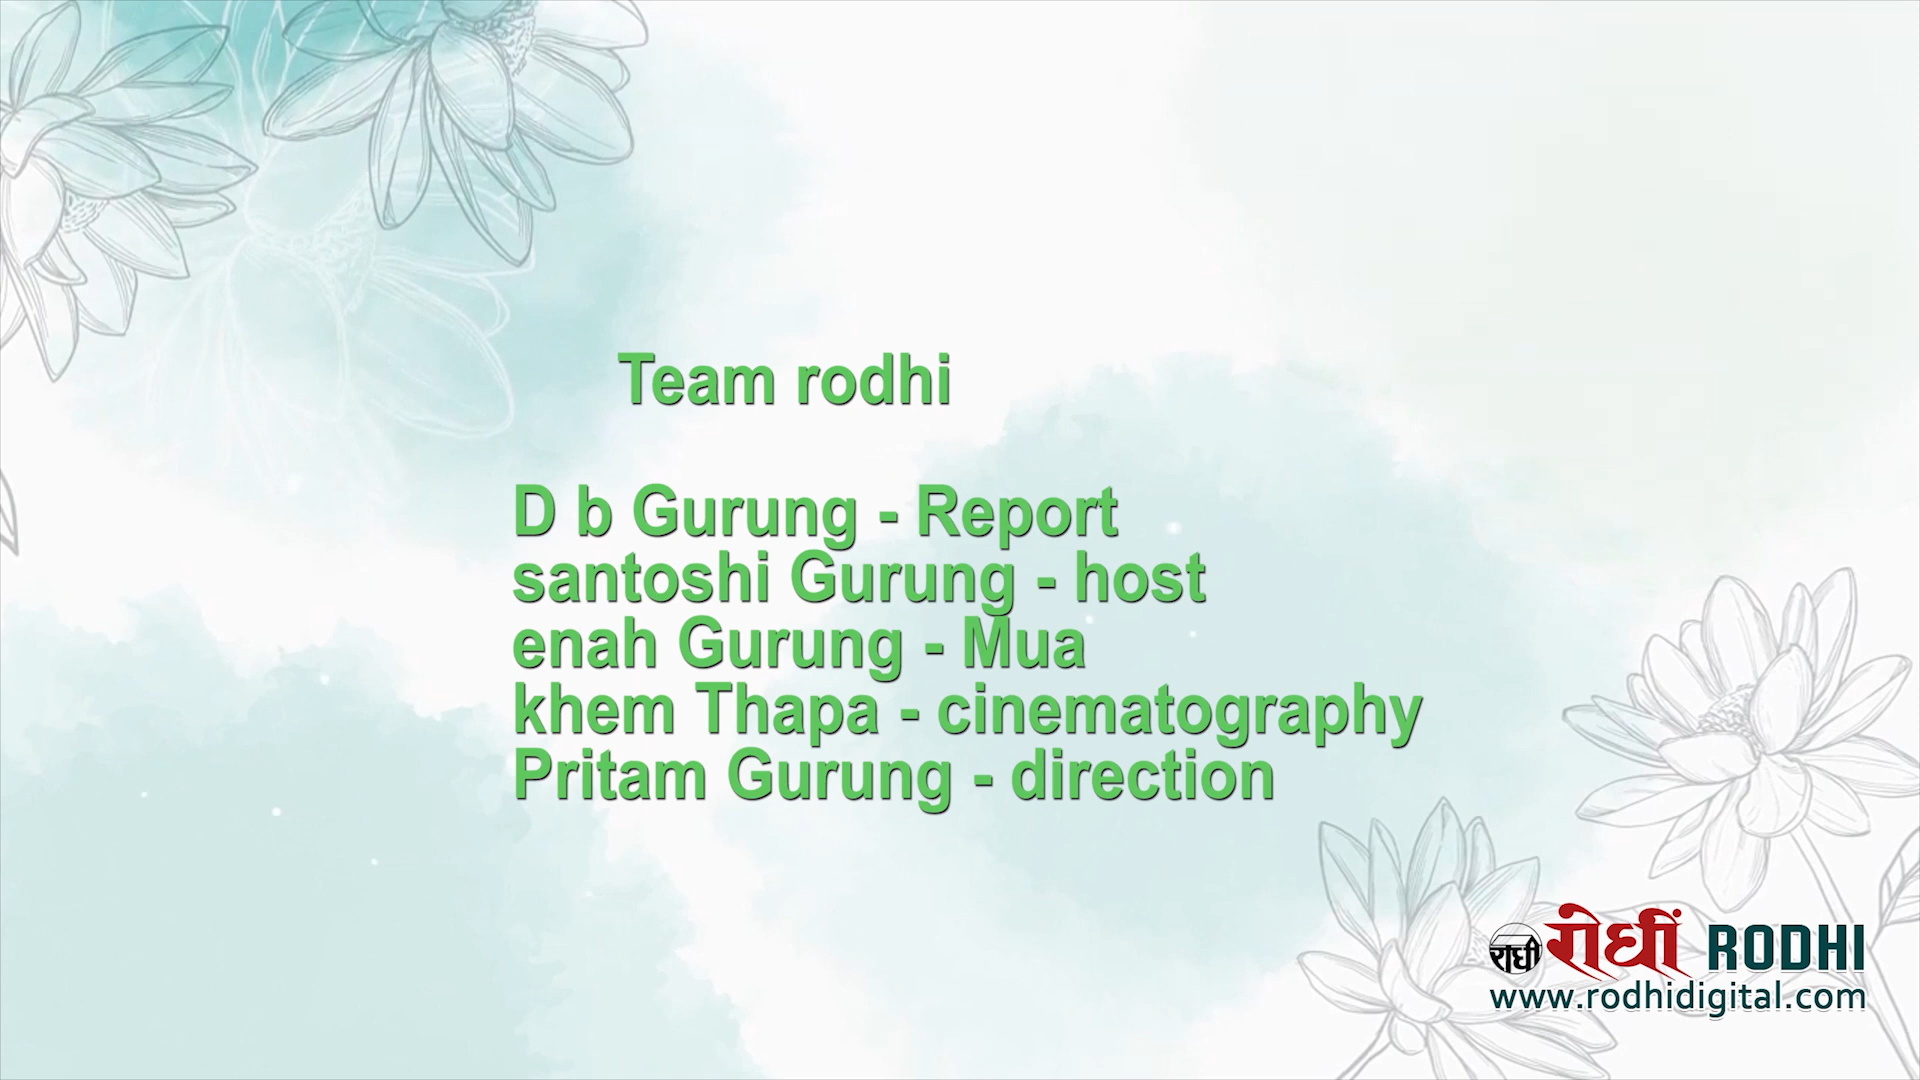 Team rodhi
D b Gurung - Report
santoshi Gurung - host
enah Gurung - Mua
khem Thapa - cinematography
Pritam Gurung - direction
रोधी रोधीं RODHI
www.rodhidigital.com